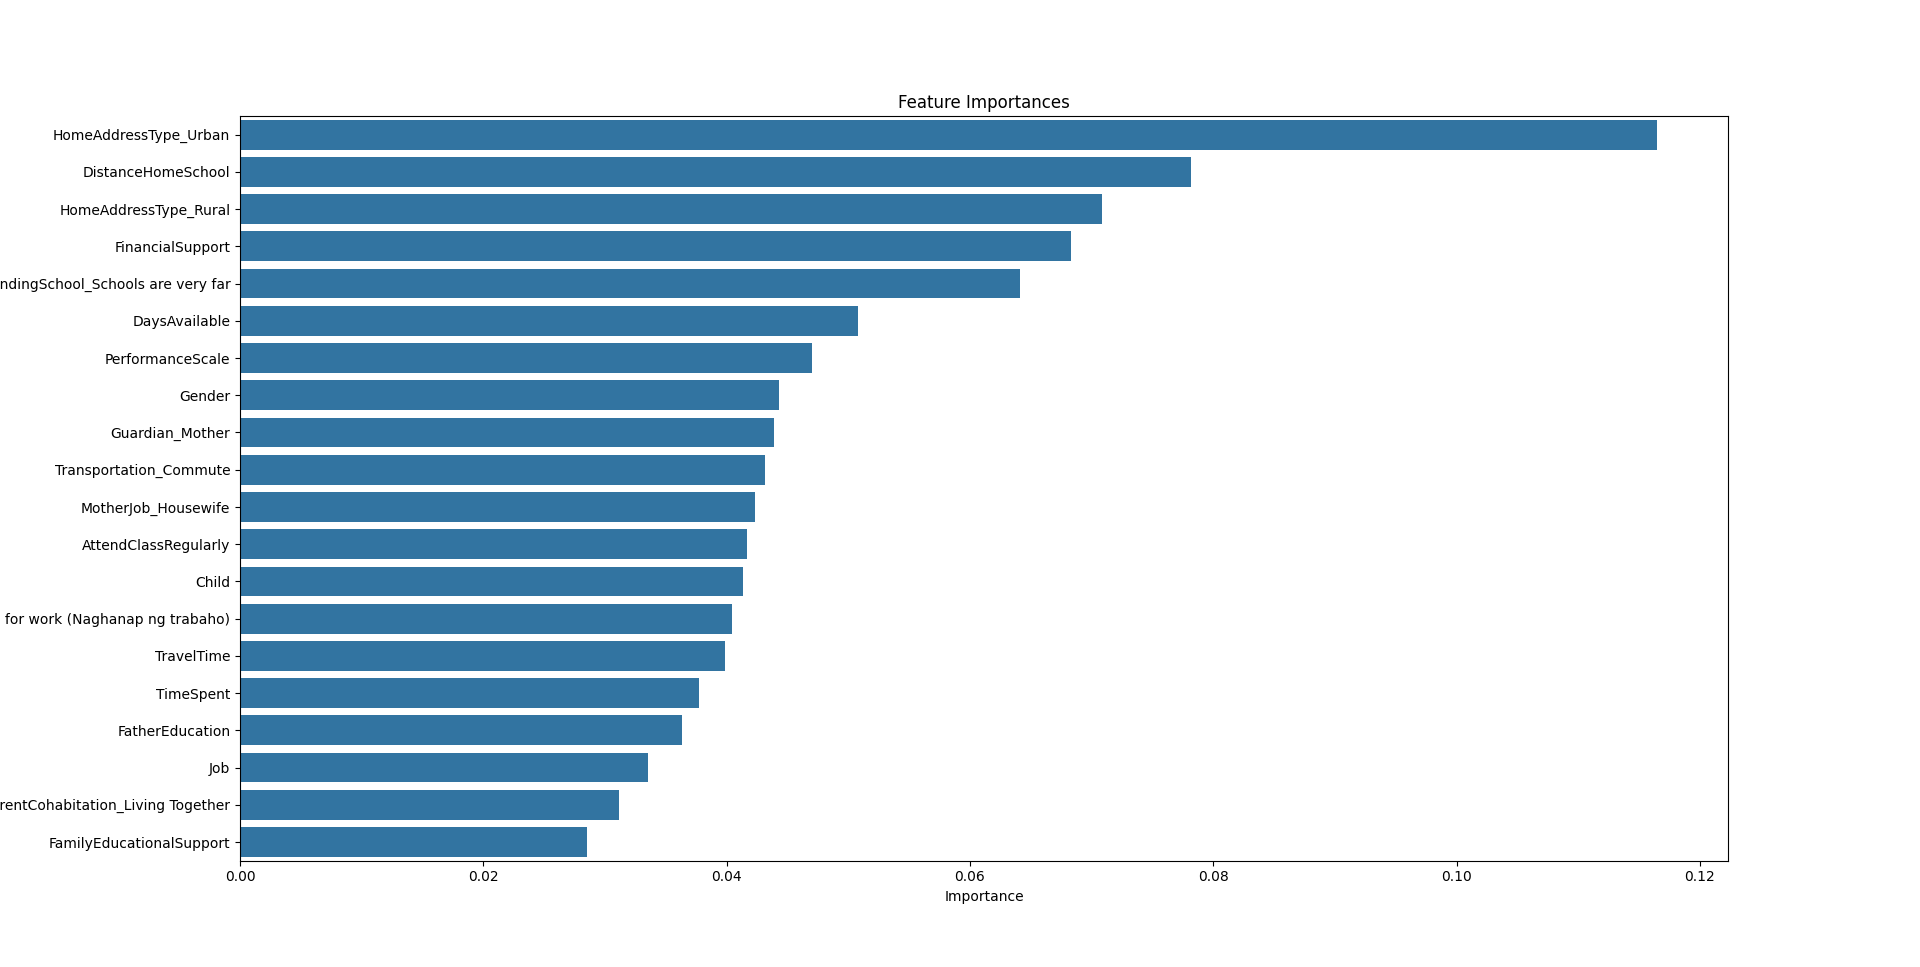 Feature Importances
HomeAddressType_Urban
DistanceHomeSchool
HomeAddressType_Rural
FinancialSupport
ndingSchool_Schools are very far
DaysAvailable
PerformanceScale
Gender
Guardian_Mother
Transportation_Commute
MotherJob_Housewife
AttendClassRegularly
Child
for work (Naghanap ng trabaho)
TravelTime
TimeSpent
FatherEducation
Job
rentCohabitation_Living Together
FamilyEducationalSupport
0.00 0.02 0.04 0.06 0.08 0.10 0.12
Importance